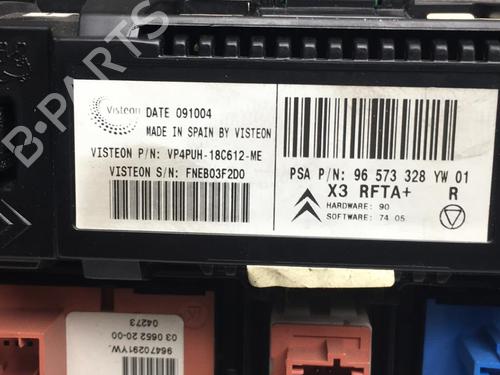 B-PARTS
Visteon DATE 091004
MADE IN SPAIN BY VISTEON
VISTEON P/N: VP4PUH-18C612-ME
VISTEON S/N: FNEB03F2D0
PSA P/N: 96 573 328 YW 01
X3 RFTA+ R
HARDWARE: 90
SOFTWARE: 74 05
96470291YW.
03 0652 20-00
04273